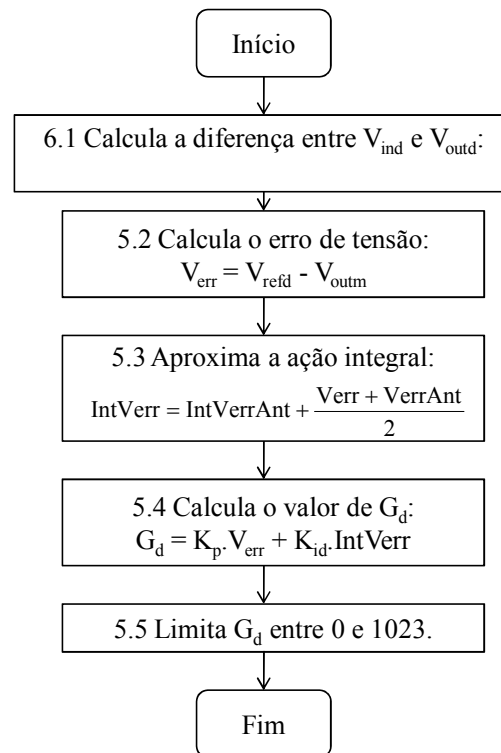 Início
6.1 Calcula a diferença entre V_ind e V_outd:
5.2 Calcula o erro de tensão:
V_err = V_refd - V_outm
5.3 Aproxima a ação integral:
IntVerr = IntVerrAnt + (Verr + VerrAnt)/2
5.4 Calcula o valor de G_d:
G_d = K_p.V_err + K_id.IntVerr
5.5 Limita G_d entre 0 e 1023.
Fim